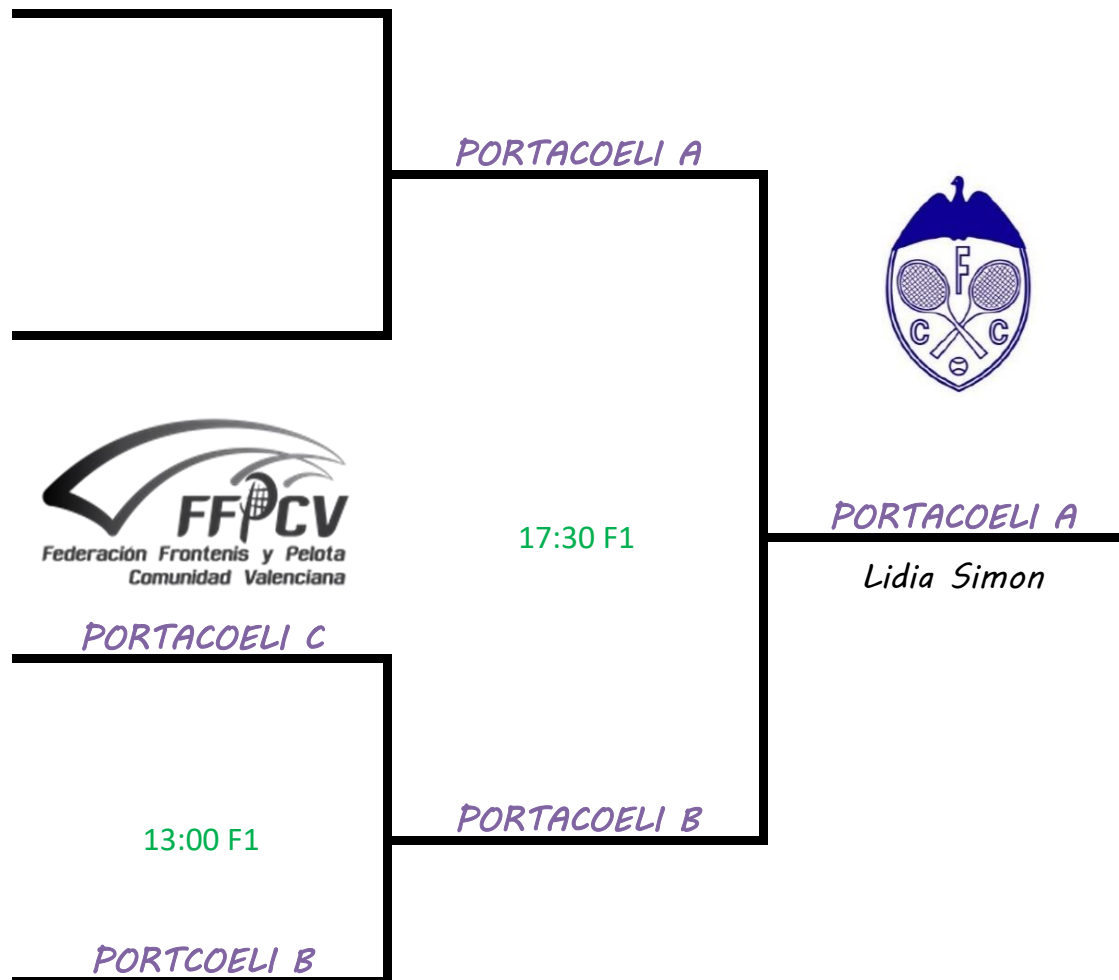 PORTACOELI A
F
C C
FFPCV
Federación Frontenis y Pelota
Comunidad Valenciana
17:30 F1
PORTACOELI A
Lidia Simon
PORTACOELI C
PORTACOELI B
13:00 F1
PORTCOELI B